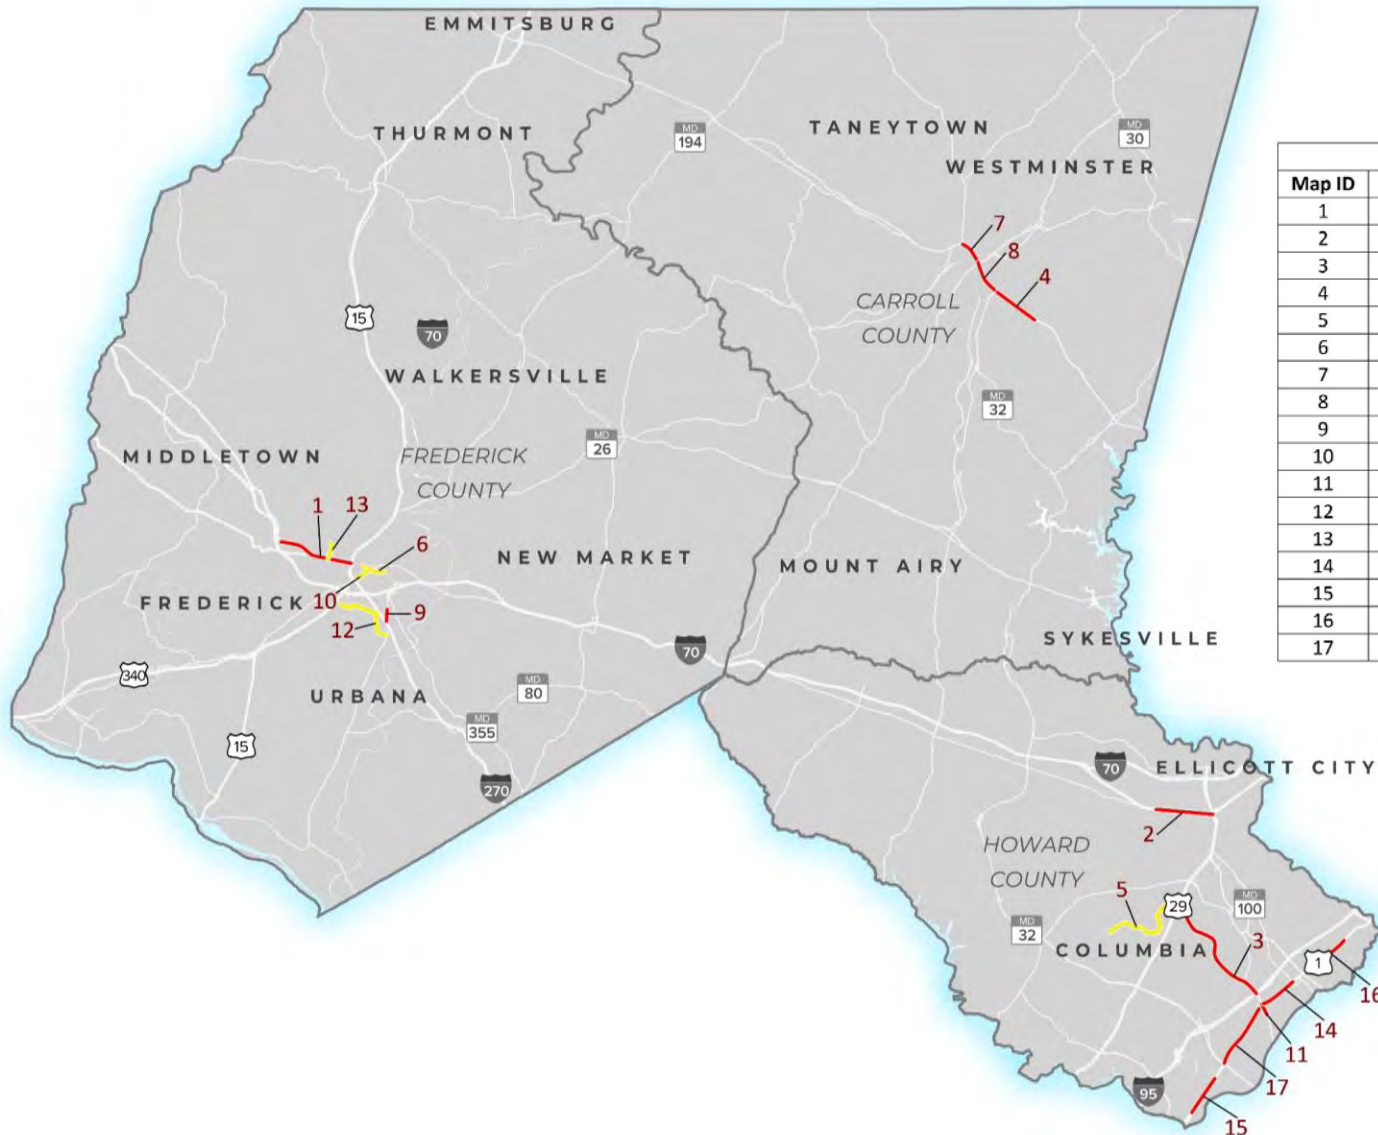 EMMITSBURG
THURMONT
MD
194
TANEYTOWN
MD
30
WESTMINSTER
Map ID
1
2
3
4
5
6
7
8
9
10
11
12
13
14
15
16
17
7
8
4
CARROLL
COUNTY
15
70
WALKERSVILLE
MD
32
MD
26
MIDDLETOWN
FREDERICK
COUNTY
1
13
6
NEW MARKET
MOUNT AIRY
FREDERICK
10
9
12
SYKESVILLE
70
340
URBANA
MD
80
MD
355
15
270
70
ELLICOTT CITY
2
HOWARD
COUNTY
5
29
MD
100
MD
32
COLUMBIA
3
1
16
14
11
17
95
15